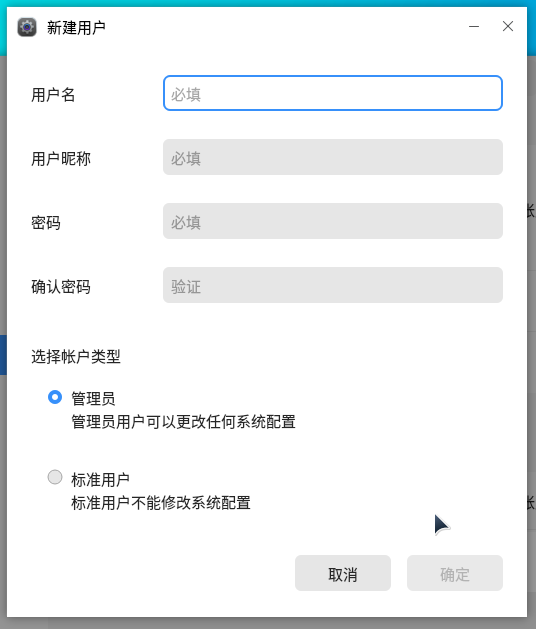 新建用户
用户名
必填
用户昵称
必填
密码
必填
确认密码
验证
选择帐户类型
管理员
管理员用户可以更改任何系统配置
标准用户
标准用户不能修改系统配置
取消
确定